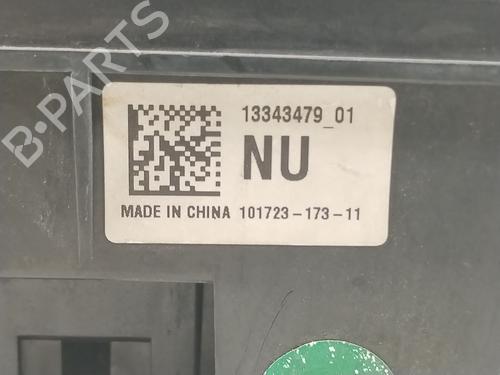 B-PARTS
13343479_01
NU
MADE IN CHINA 101723-173-11